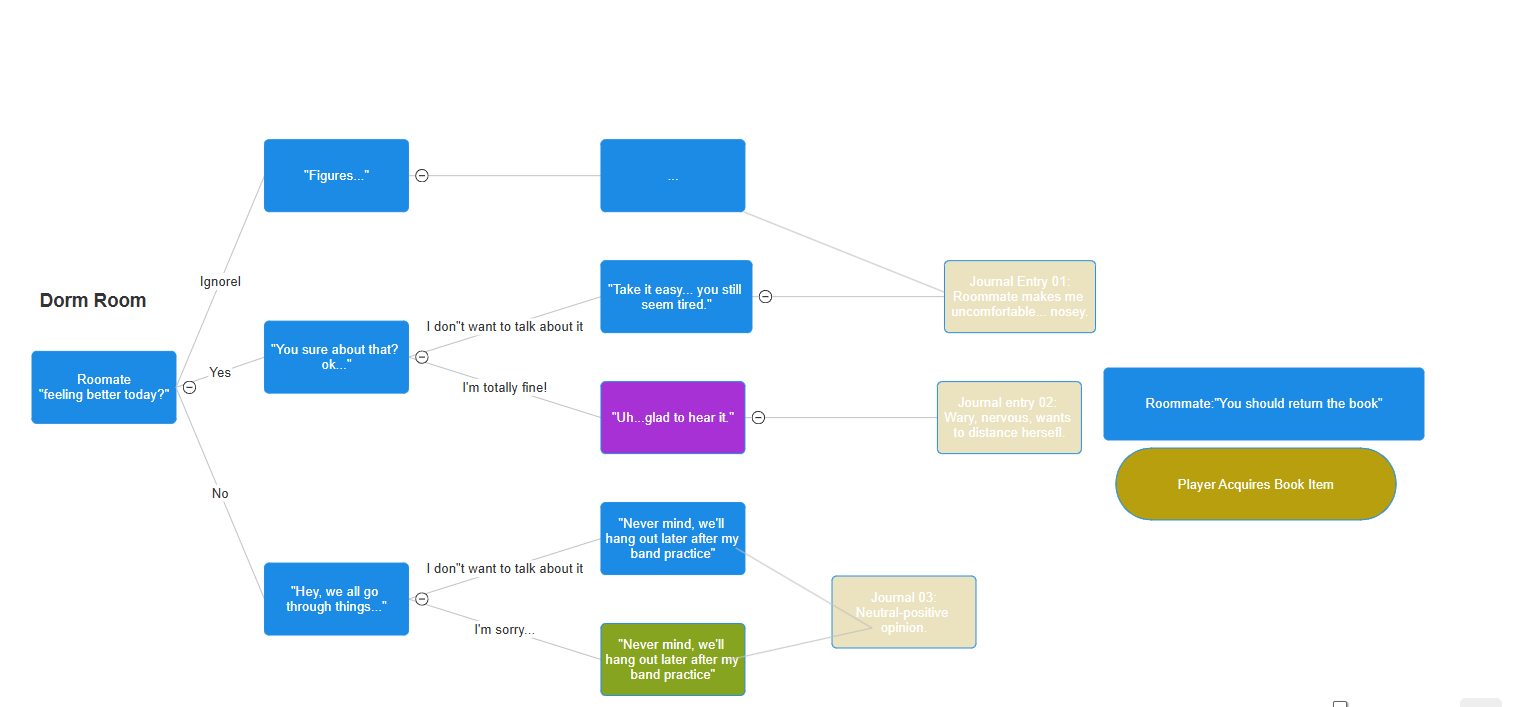 "Figures..."
...
Ignorel
Dorm Room
"Take it easy... you still
seem tired."
Journal Entry 01:
Roommate makes me
uncomfortable... nosey.
I don"t want to talk about it
"You sure about that?
ok..."
Yes
Roomate
"feeling better today?"
I'm totally fine!
"Uh...glad to hear it."
Journal entry 02:
Wary, nervous, wants
to distance hersefl.
Roommate:"You should return the book"
Player Acquires Book Item
No
"Never mind, we'll
hang out later after my
band practice"
I don"t want to talk about it
"Hey, we all go
through things..."
Journal 03:
Neutral-positive
opinion.
I'm sorry...
"Never mind, we'll
hang out later after my
band practice"